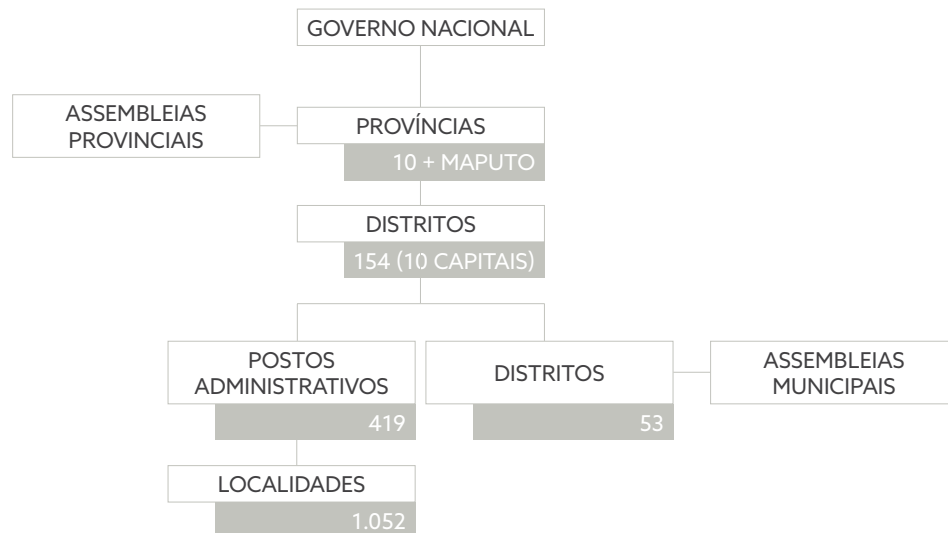 GOVERNO NACIONAL
ASSEMBLEIAS
PROVINCIAIS
PROVÍNCIAS
10 + MAPUTO
DISTRITOS
154 (10 CAPITAIS)
POSTOS
ADMINISTRATIVOS
419
DISTRITOS
53
ASSEMBLEIAS
MUNICIPAIS
LOCALIDADES
1.052